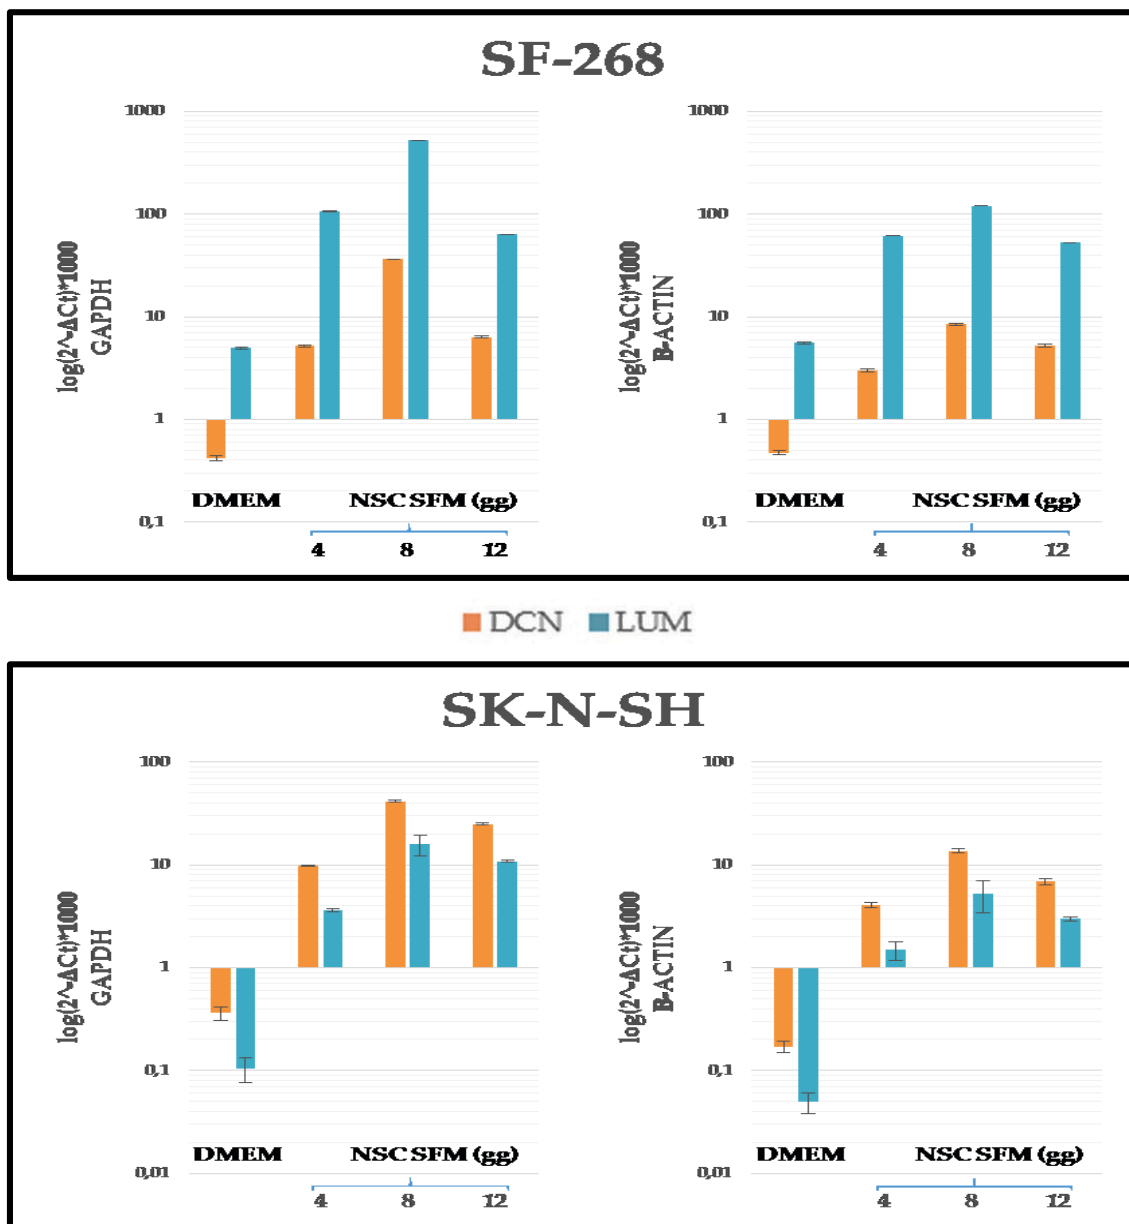 SF-268
1000
100
10
1
0,1
log(2^-ΔCt)*1000
GAPDH
DMEM
NSC SFM (gg)
4
8
12
1000
100
10
1
0,1
log(2^-ΔCt)*1000
B-ACTIN
DMEM
NSC SFM (gg)
4
8
12
DCN
LUM
SK-N-SH
100
10
1
0,1
0,01
log(2^-ΔCt)*1000
GAPDH
DMEM
NSC SFM (gg)
4
8
12
100
10
1
0,1
0,01
log(2^-ΔCt)*1000
B-ACTIN
DMEM
NSC SFM (gg)
4
8
12